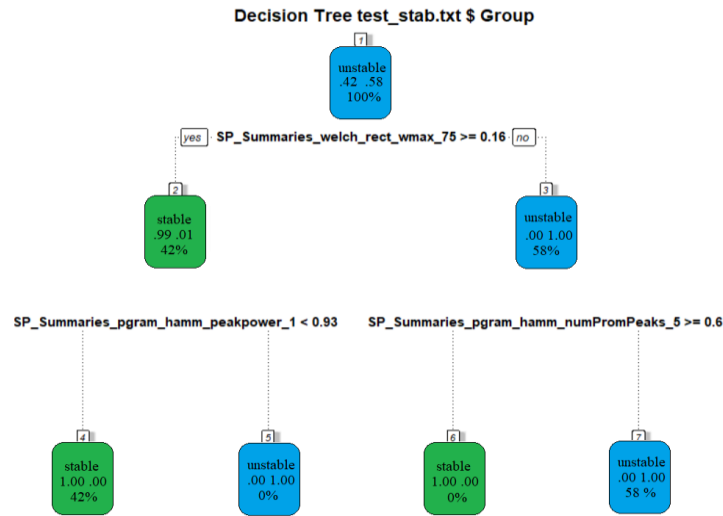 Decision Tree test_stab.txt $ Group
1
unstable
.42 .58
100%
yes SP_Summaries_welch_rect_wmax_75 >= 0.16 no
2
stable
.99 .01
42%
3
unstable
.00 1.00
58%
SP_Summaries_pgram_hamm_peakpower_1 < 0.93
SP_Summaries_pgram_hamm_numPromPeaks_5 >= 0.6
4
stable
1.00 .00
42%
5
unstable
.00 1.00
0%
6
stable
1.00 .00
0%
7
unstable
.00 1.00
58 %